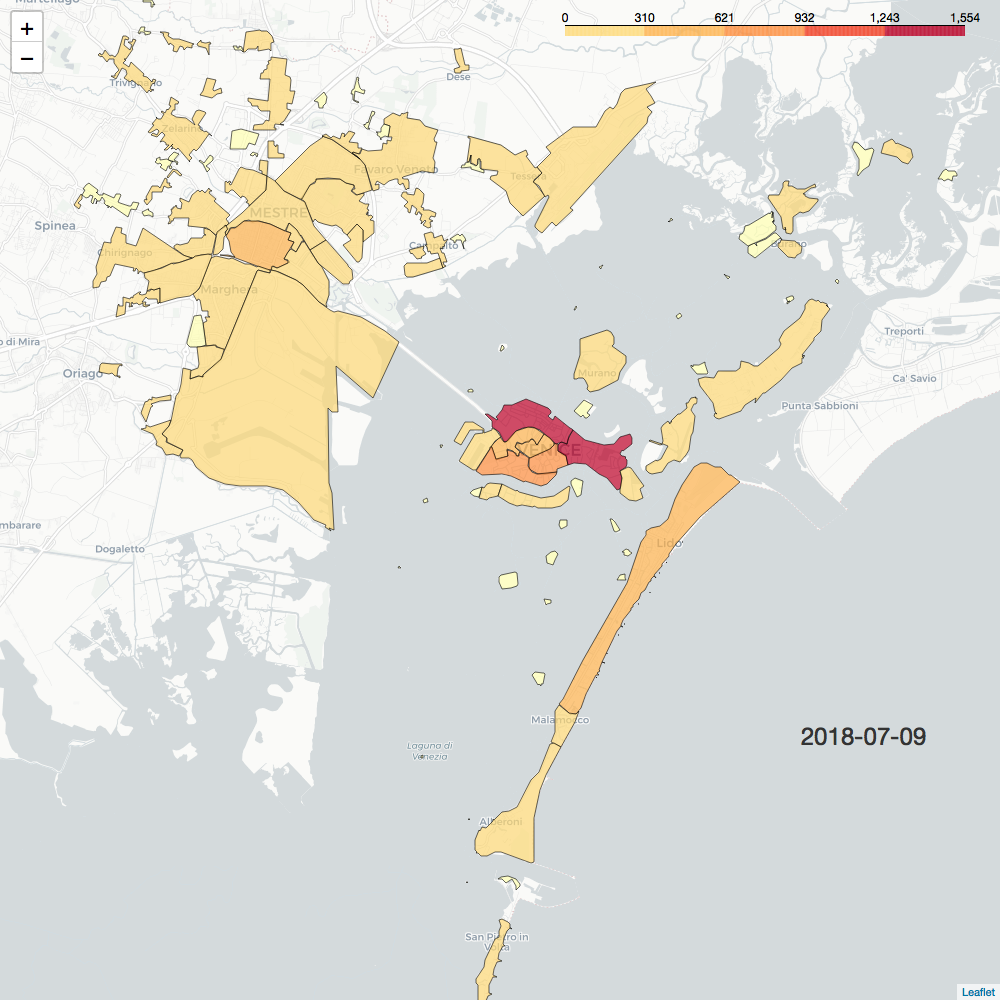 Martellago
+
−
0 310 621 932 1,243 1,554
Dese
Trivignano
Zelarino
Favaro Veneto
Tessera
MESTRE
Spinea
Campalto
Burano
Chirignago
Marghera
Treporti
o di Mira
Oriago
Murano
Ca' Savio
Punta Sabbioni
VENICE
mbarare
Dogaletto
Lido
Malamocco
2018-07-09
Laguna di
Venezia
Alberoni
San Pietro in
Volta
Leaflet